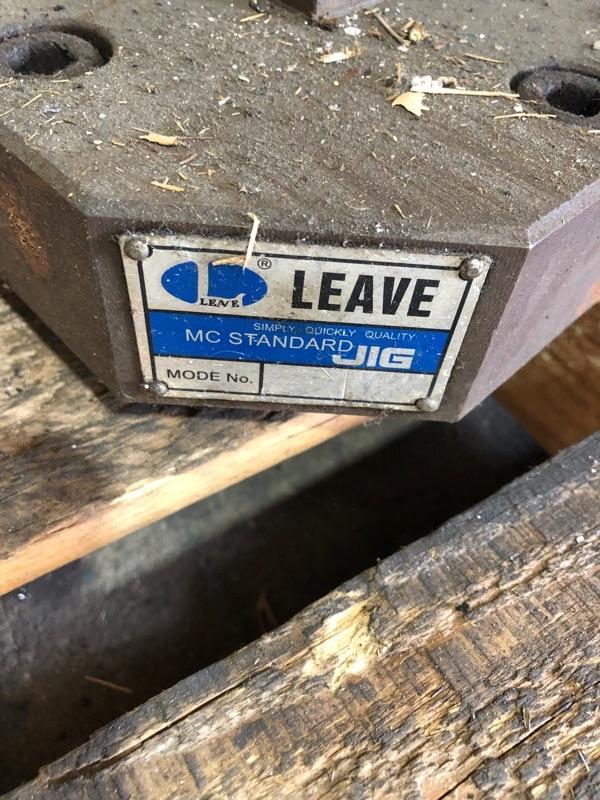 LEAVE
®
LEAVE
SIMPLY QUICKLY QUALITY
MC STANDARD JIG
MODE No.